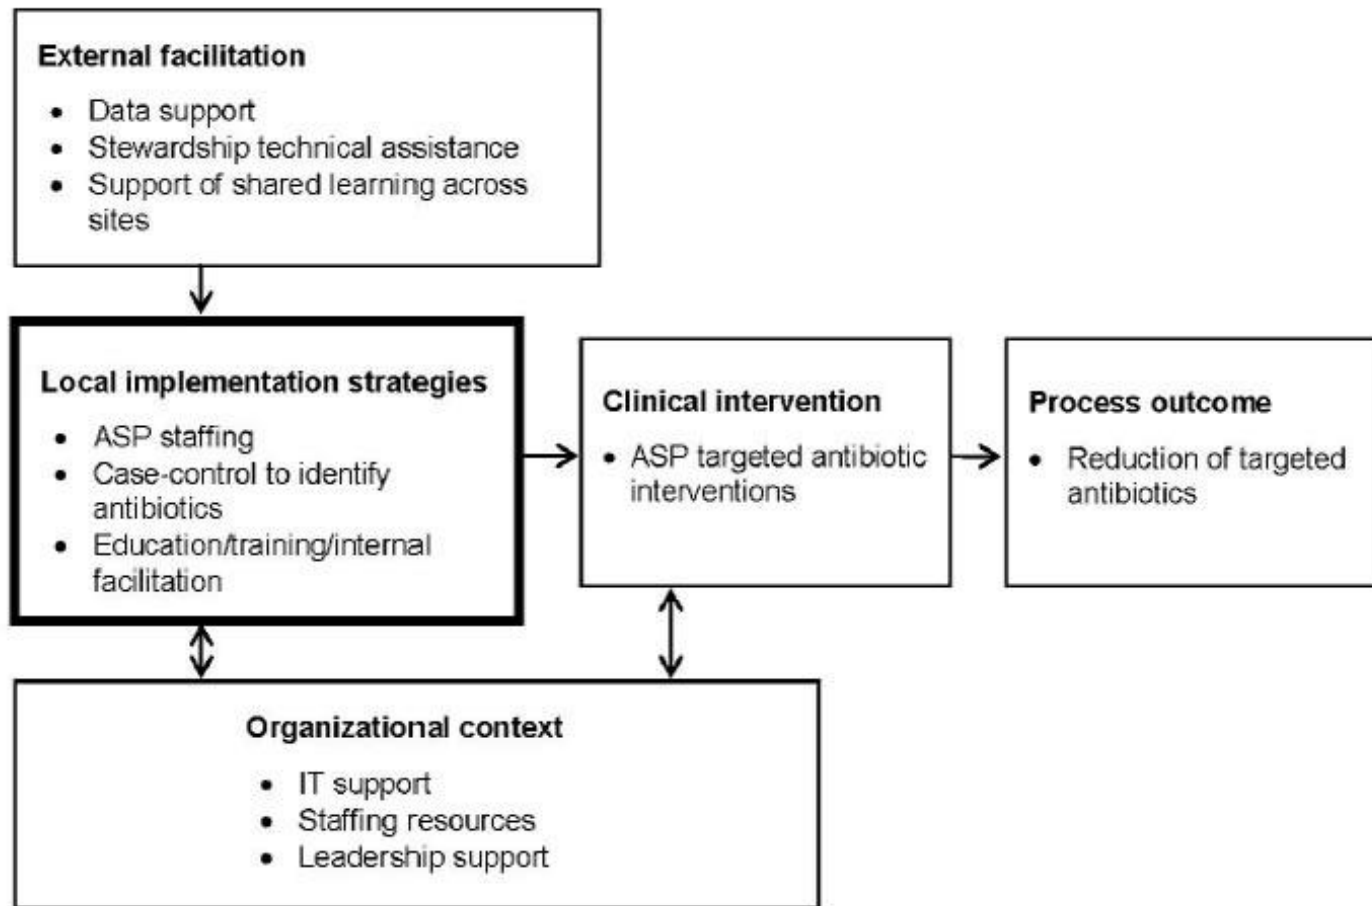 External facilitation
• Data support
• Stewardship technical assistance
• Support of shared learning across
sites
Local implementation strategies
• ASP staffing
• Case-control to identify
antibiotics
• Education/training/internal
facilitation
Clinical intervention
• ASP targeted antibiotic
interventions
Process outcome
• Reduction of targeted
antibiotics
Organizational context
• IT support
• Staffing resources
• Leadership support